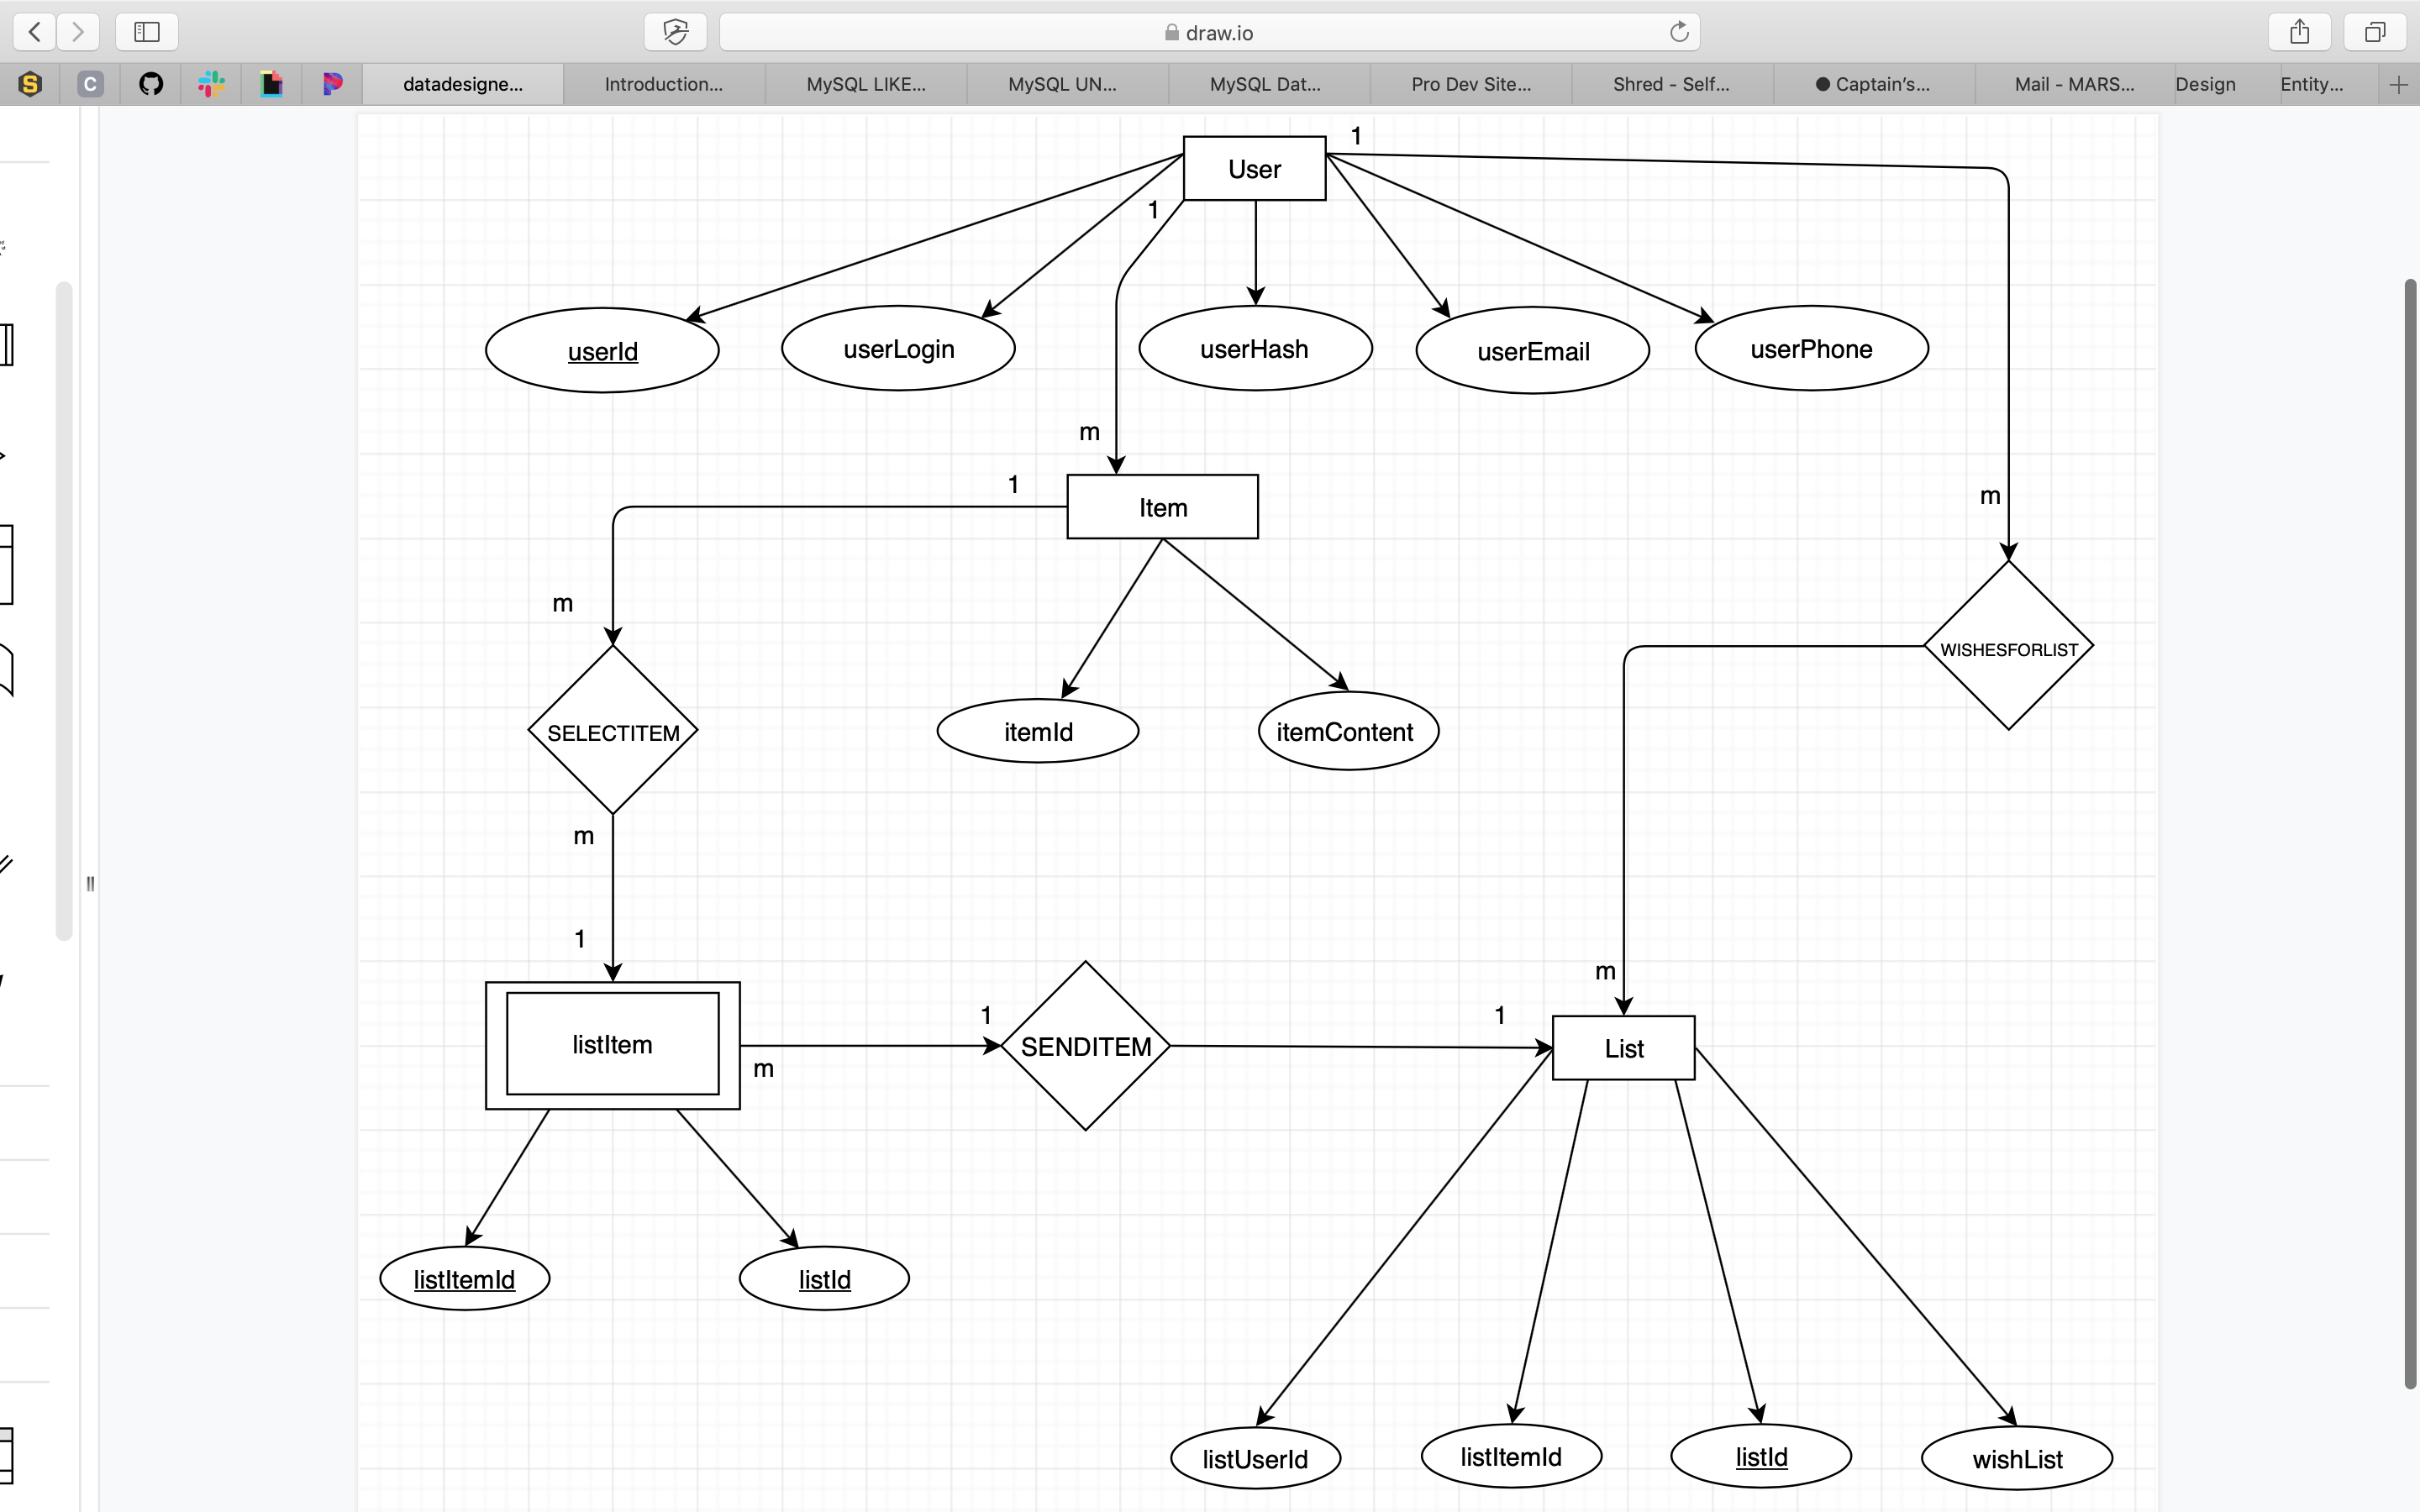 draw.io
S
C
datadesigne...
Introduction...
MySQL LIKE...
MySQL UN...
MySQL Dat...
Pro Dev Site...
Shred - Self...
Captain's...
Mail - MARS...
Design
Entity...
User
1
1
userId
userLogin
userHash
userEmail
userPhone
m
1
Item
m
m
WISHESFORLIST
SELECTITEM
itemId
itemContent
m
1
m
1
1
listItem
SENDITEM
List
m
listItemId
listId
listUserId
listItemId
listId
wishList